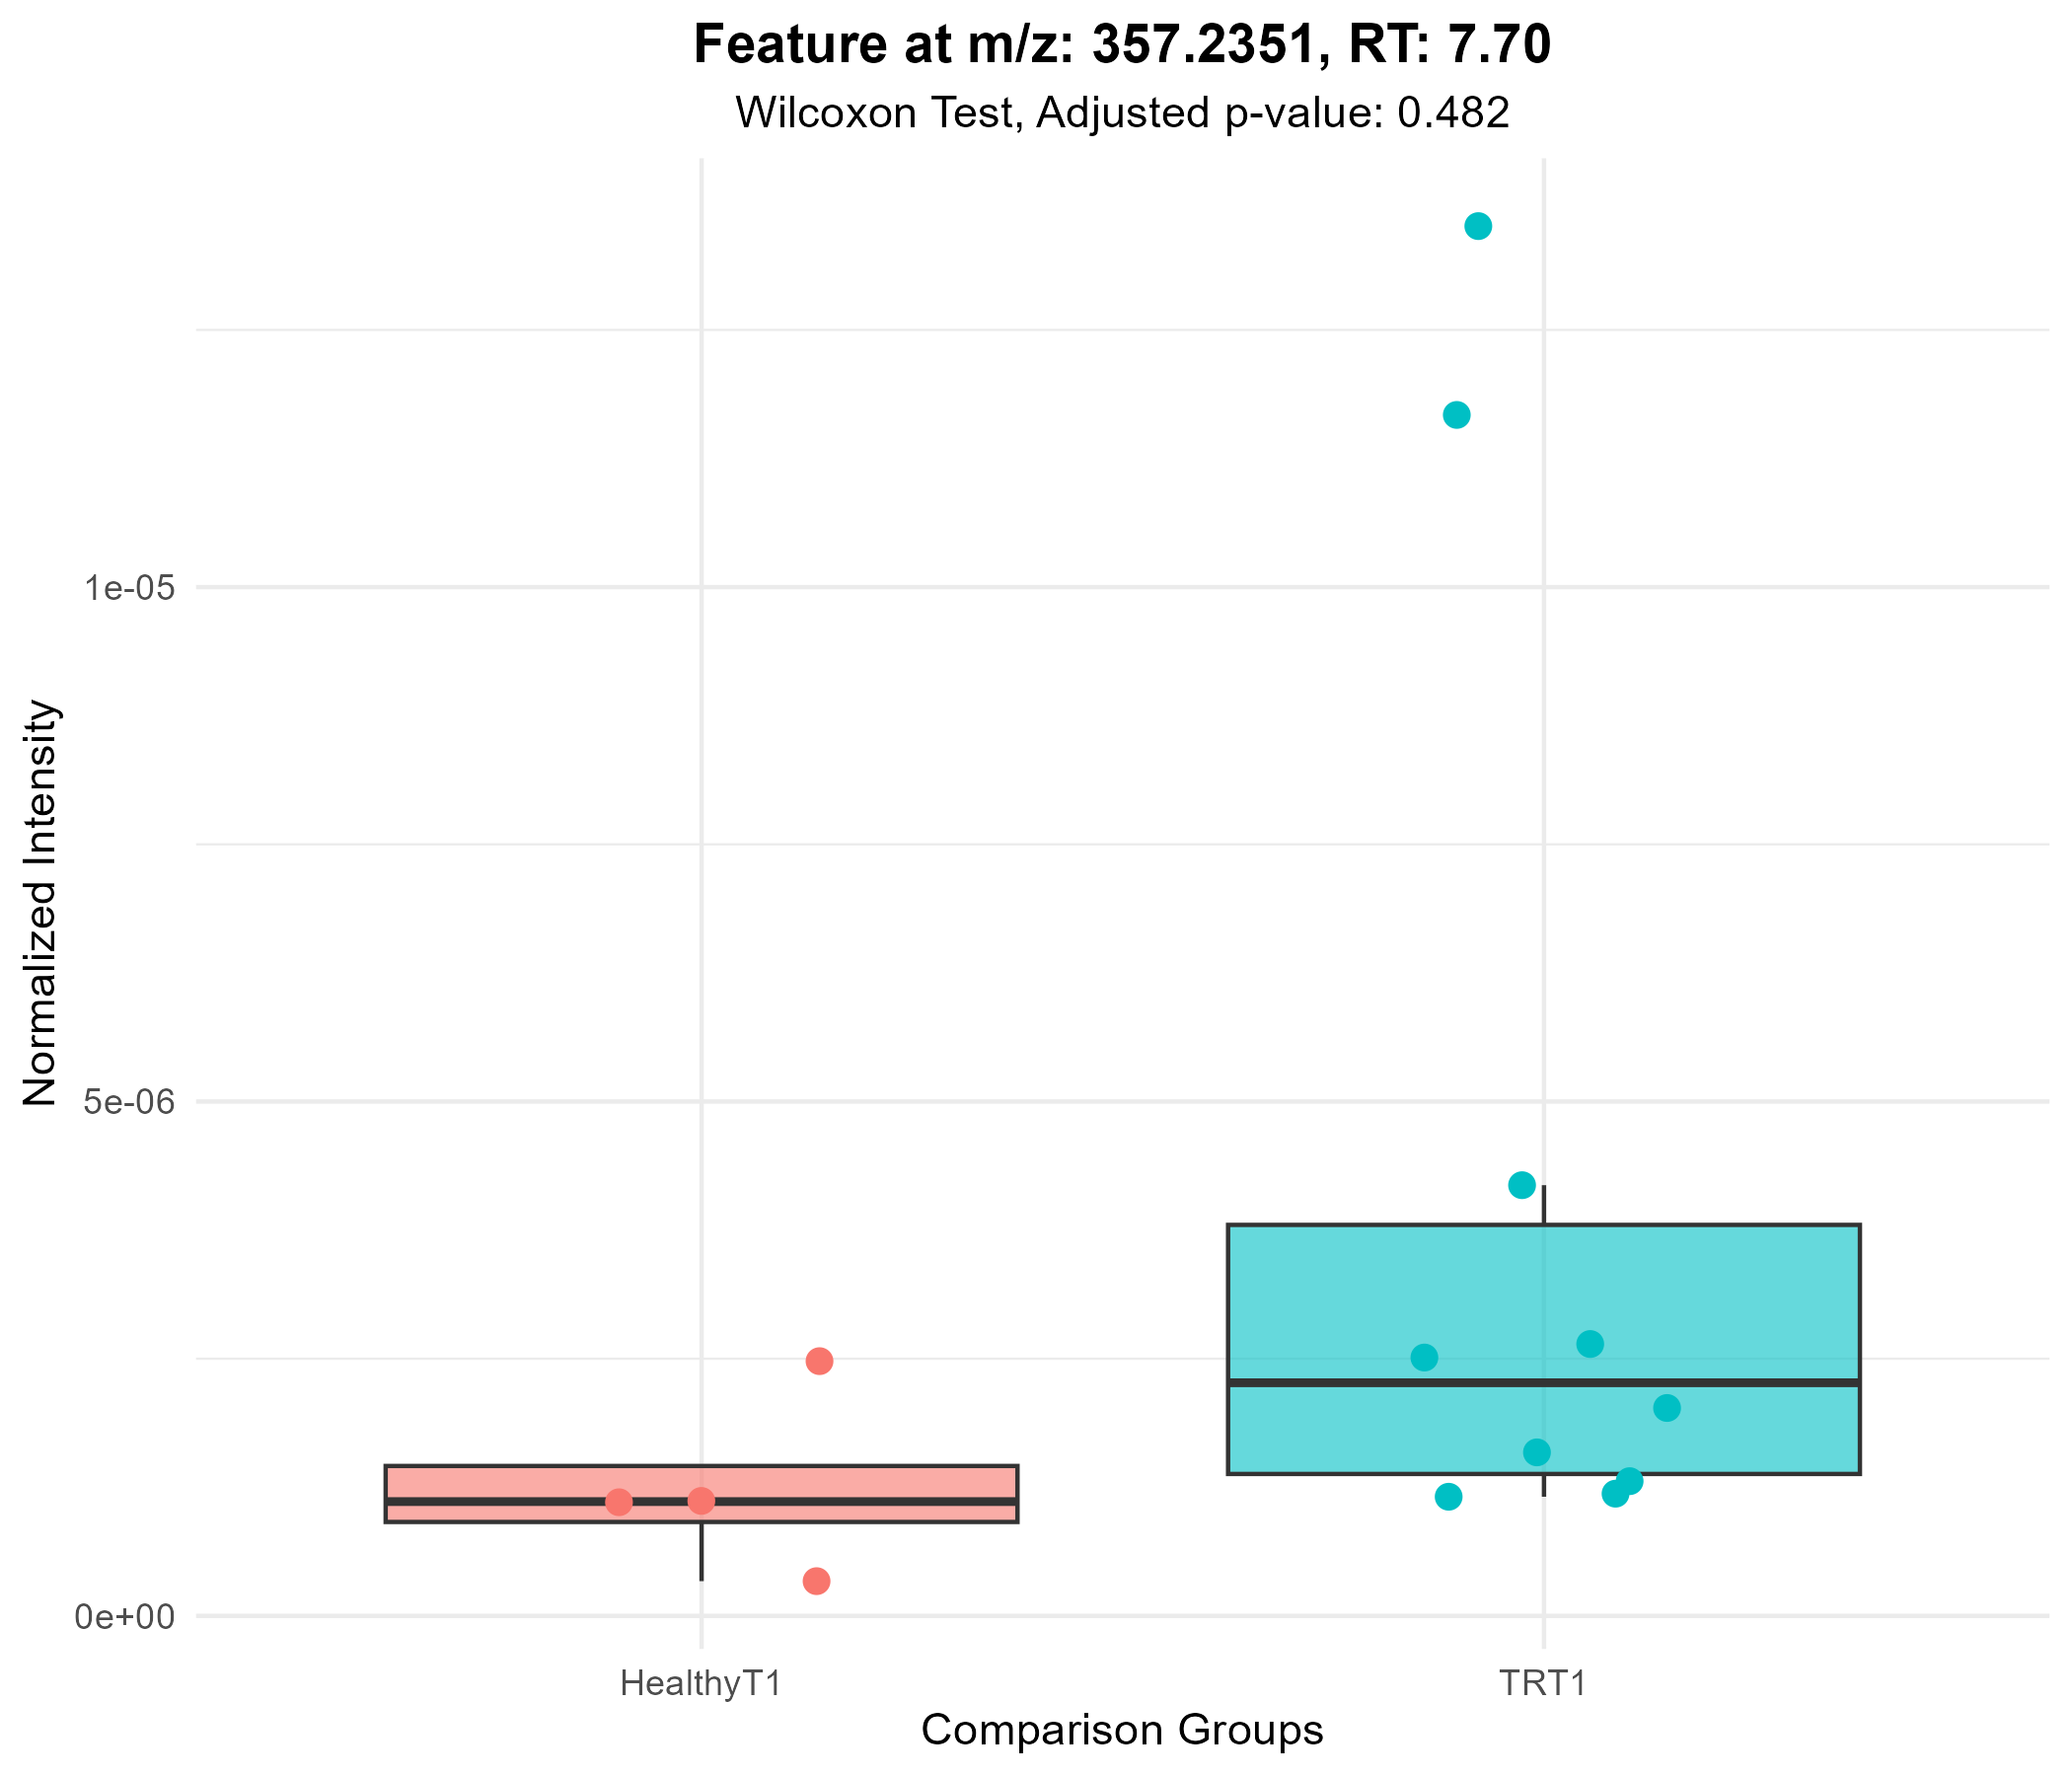 Feature at m/z: 357.2351, RT: 7.70
Wilcoxon Test, Adjusted p-value: 0.482
Normalized Intensity
1e-05
5e-06
0e+00
HealthyT1
TRT1
Comparison Groups